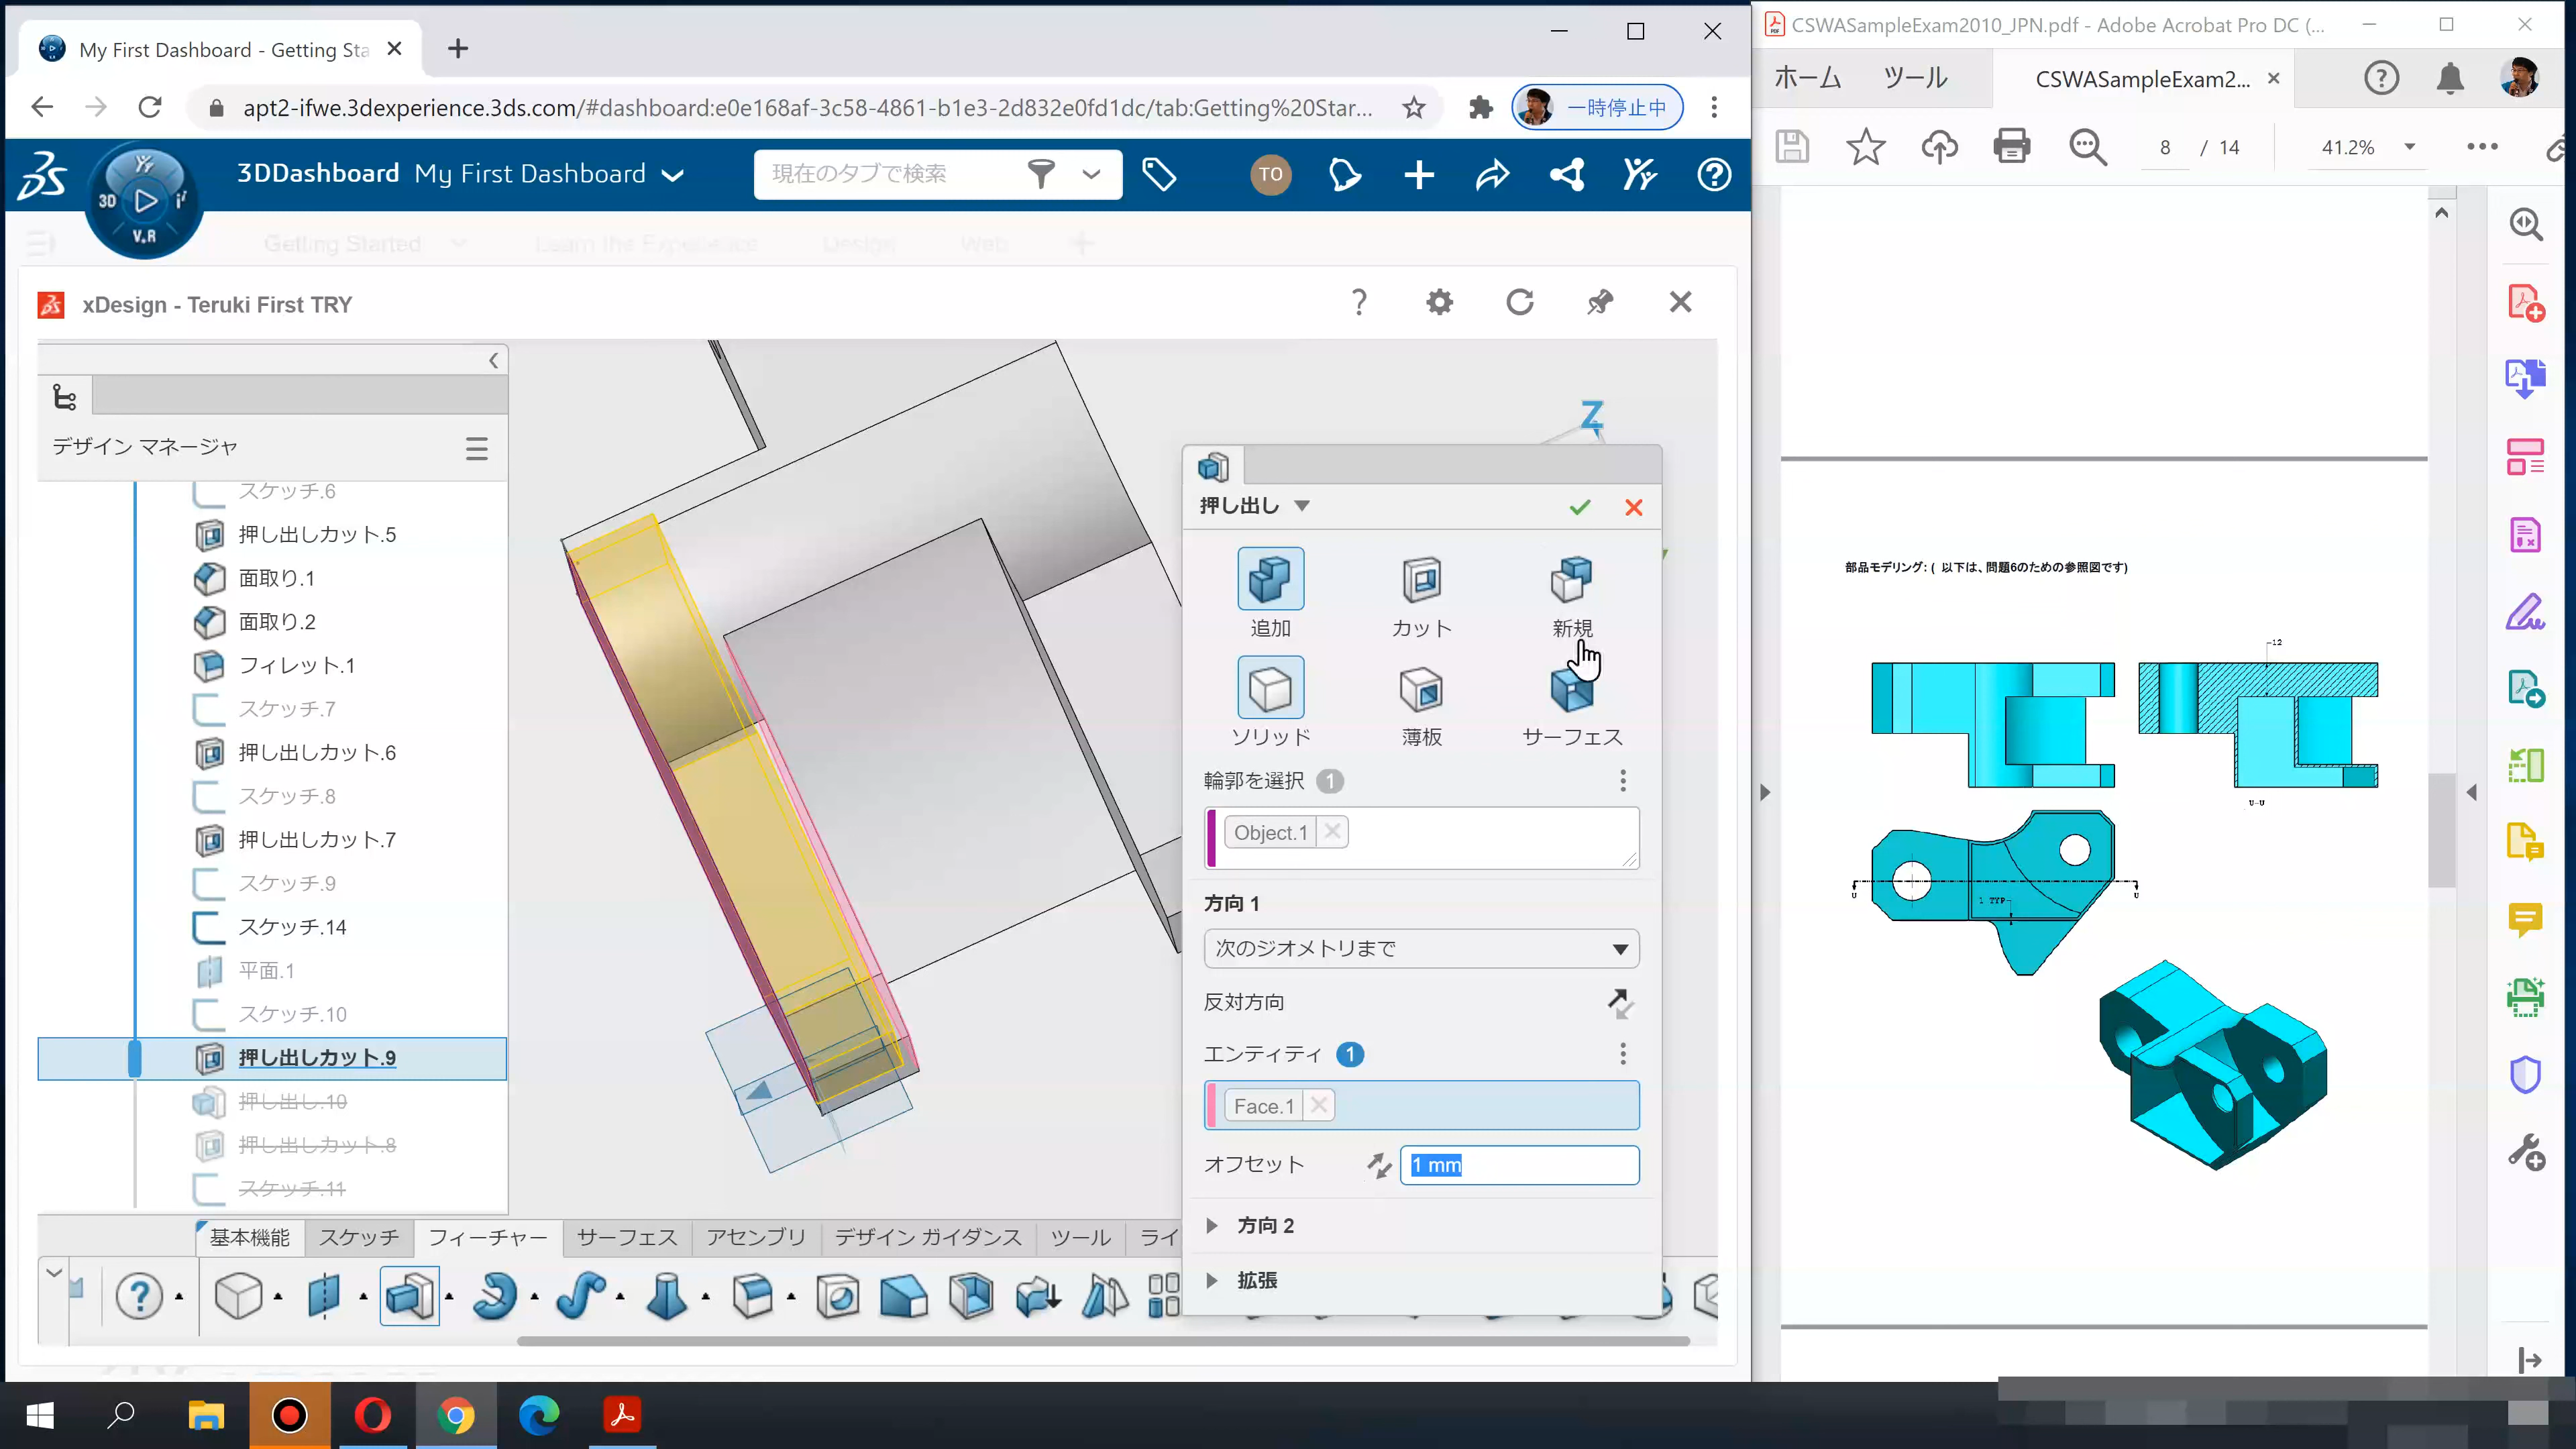 My First Dashboard - Getting Sta
apt2-ifwe.3dexperience.3ds.com/#dashboard:e0e168af-3c58-4861-b1e3-2d832e0fd1dc/tab:Getting%20Star...
一時停止中
3D
V.R
3DDashboard My First Dashboard
現在のタブで検索
TO
Getting Started
Learn the Experience
Design
Web
xDesign - Teruki First TRY
デザイン マネージャ
スケッチ.6
押し出しカット.5
面取り.1
面取り.2
フィレット.1
スケッチ.7
押し出しカット.6
スケッチ.8
押し出しカット.7
スケッチ.9
スケッチ.14
平面.1
スケッチ.10
押し出しカット.9
押し出し.10
押し出しカット.8
スケッチ.11
Z
押し出し
追加
カット
新規
ソリッド
薄板
サーフェス
輪郭を選択 1
Object.1
方向 1
次のジオメトリまで
反対方向
エンティティ 1
Face.1
オフセット
1 mm
方向 2
拡張
基本機能
スケッチ
フィーチャー
サーフェス
アセンブリ
デザイン ガイダンス
ツール
ライ
CSWASampleExam2010_JPN.pdf - Adobe Acrobat Pro DC (...
ホーム
ツール
CSWASampleExam2...
8 / 14
41.2%
部品モデリング: ( 以下は、問題6のための参照図です)
12
U-U
U
U
1 TYP